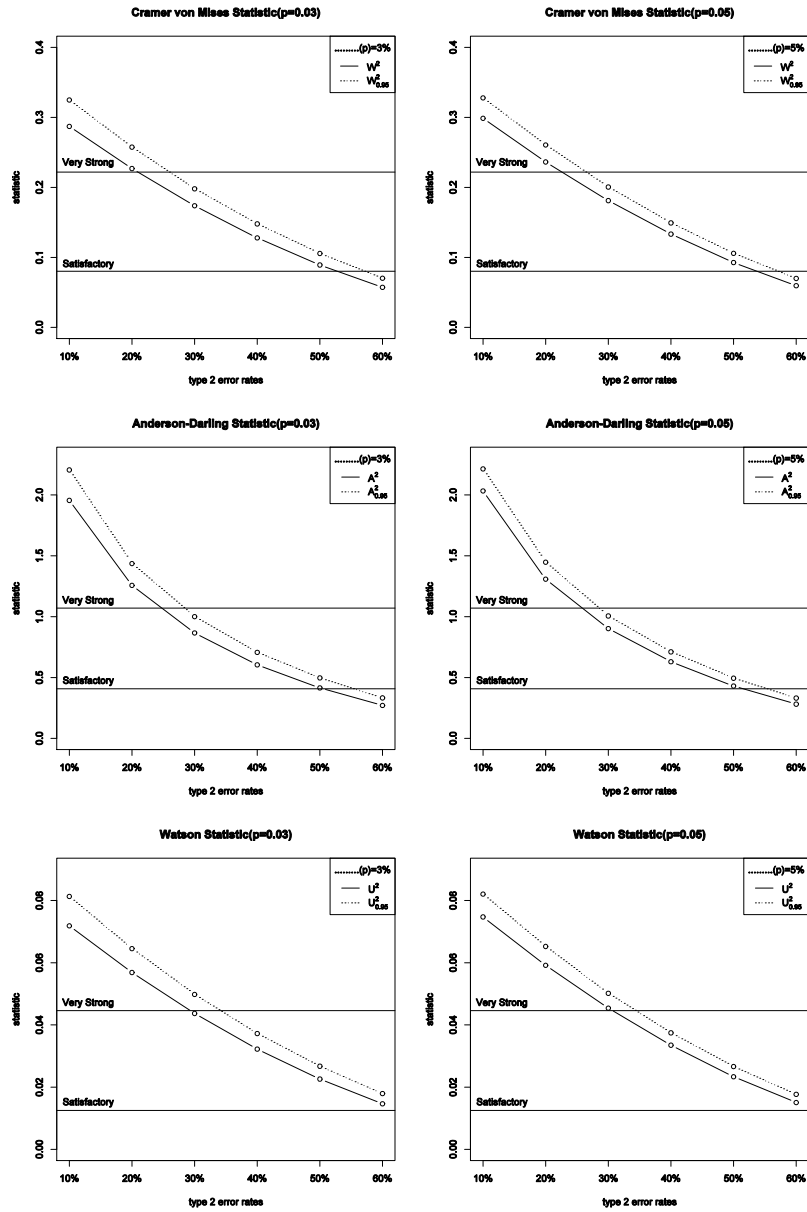 Cramer von Mises Statistic(p=0.03)
statistic
0.4
0.3
0.2
0.1
0.0
(p)=3%
W²
W²0.95
Very Strong
Satisfactory
10% 20% 30% 40% 50% 60%
type 2 error rates
Cramer von Mises Statistic(p=0.05)
statistic
0.4
0.3
0.2
0.1
0.0
(p)=5%
W²
W²0.95
Very Strong
Satisfactory
10% 20% 30% 40% 50% 60%
type 2 error rates
Anderson-Darling Statistic(p=0.03)
statistic
2.0
1.5
1.0
0.5
0.0
(p)=3%
A²
A²0.95
Very Strong
Satisfactory
10% 20% 30% 40% 50% 60%
type 2 error rates
Anderson-Darling Statistic(p=0.05)
statistic
2.0
1.5
1.0
0.5
0.0
(p)=5%
A²
A²0.95
Very Strong
Satisfactory
10% 20% 30% 40% 50% 60%
type 2 error rates
Watson Statistic(p=0.03)
statistic
0.08
0.06
0.04
0.02
0.00
(p)=3%
U²
U²0.95
Very Strong
Satisfactory
10% 20% 30% 40% 50% 60%
type 2 error rates
Watson Statistic(p=0.05)
statistic
0.08
0.06
0.04
0.02
0.00
(p)=5%
U²
U²0.95
Very Strong
Satisfactory
10% 20% 30% 40% 50% 60%
type 2 error rates